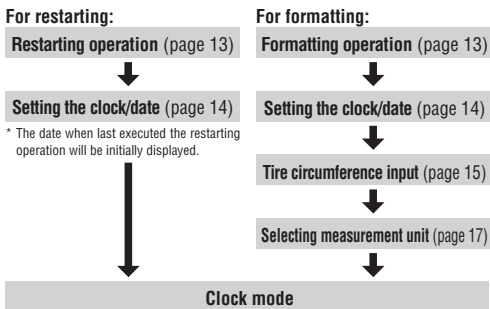 For restarting:
Restarting operation (page 13)
Setting the clock/date (page 14)
* The date when last executed the restarting
operation will be initially displayed.
For formatting:
Formatting operation (page 13)
Setting the clock/date (page 14)
Tire circumference input (page 15)
Selecting measurement unit (page 17)
Clock mode